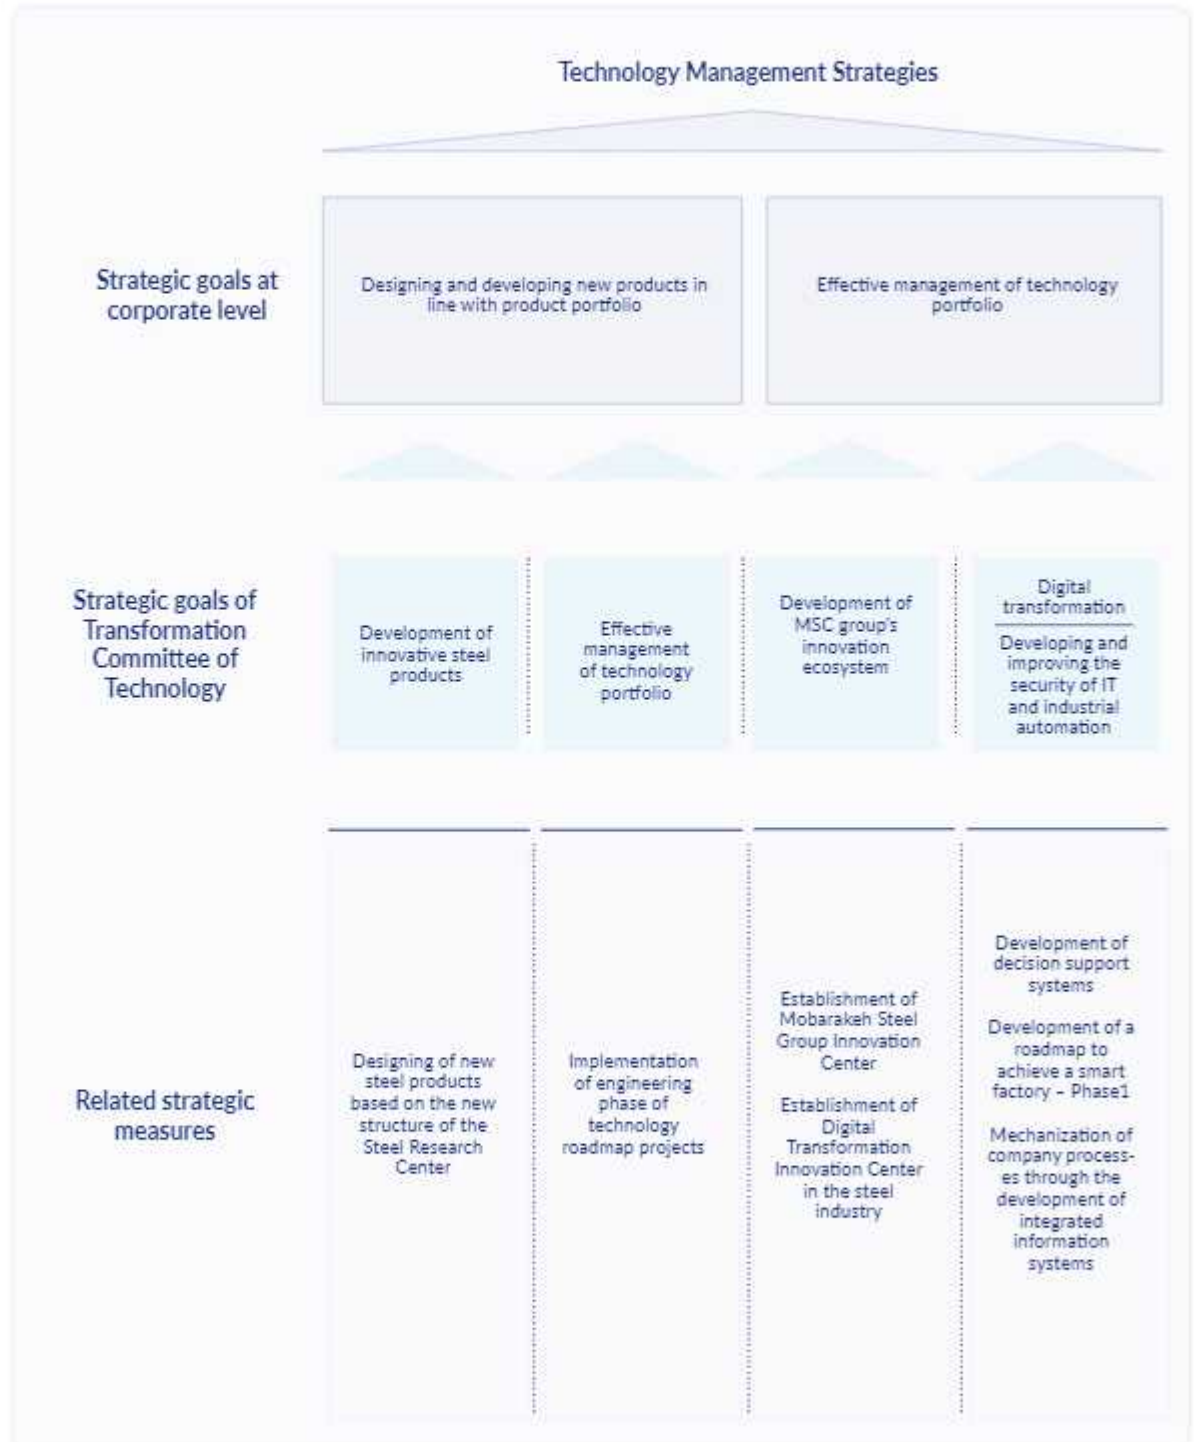 Technology Management Strategies
Strategic goals at
corporate level
Designing and developing new products in
line with product portfolio
Effective management of technology
portfolio
Strategic goals of
Transformation
Committee of
Technology
Development of
innovative steel
products
Effective
management
of technology
portfolio
Development of
MSC group's
innovation
ecosystem
Digital
transformation
Developing and
improving the
security of IT
and industrial
automation
Related strategic
measures
Designing of new
steel products
based on the new
structure of the
Steel Research
Center
Implementation
of engineering
phase of
technology
roadmap projects
Establishment of
Mobarakeh Steel
Group Innovation
Center
Establishment of
Digital
Transformation
Innovation Center
in the steel
industry
Development of
decision support
systems
Development of a
roadmap to
achieve a smart
factory – Phase1
Mechanization of
company process-
es through the
development of
integrated
information
systems